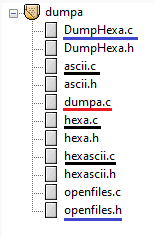 dumpa
DumpHexa.c
DumpHexa.h
ascii.c
ascii.h
dumpa.c
hexa.c
hexa.h
hexascii.c
hexascii.h
openfiles.c
openfiles.h